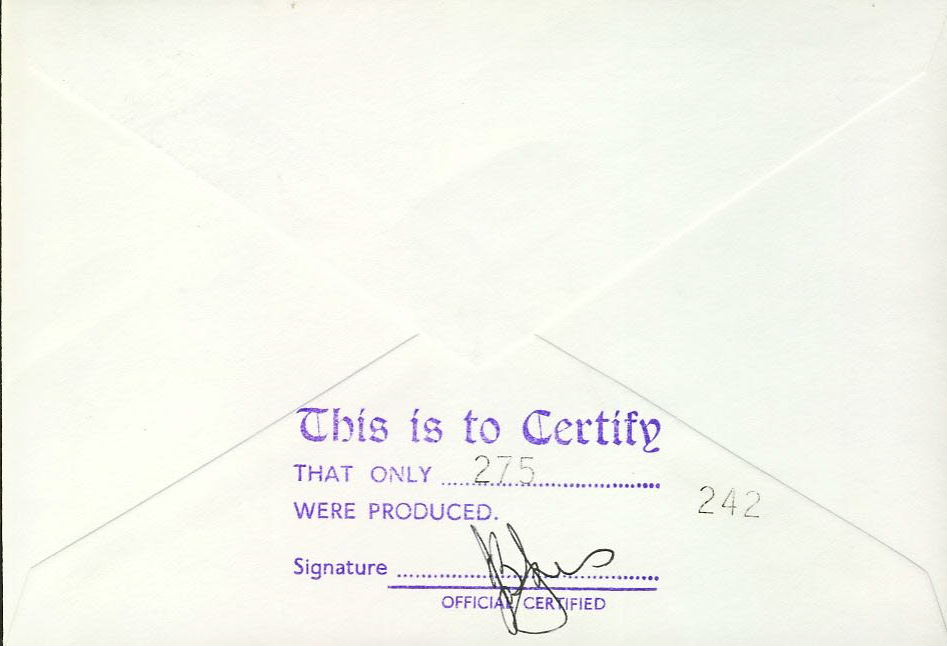 This is to Certify
THAT ONLY 275
WERE PRODUCED.
242
Signature
OFFICIAL CERTIFIED